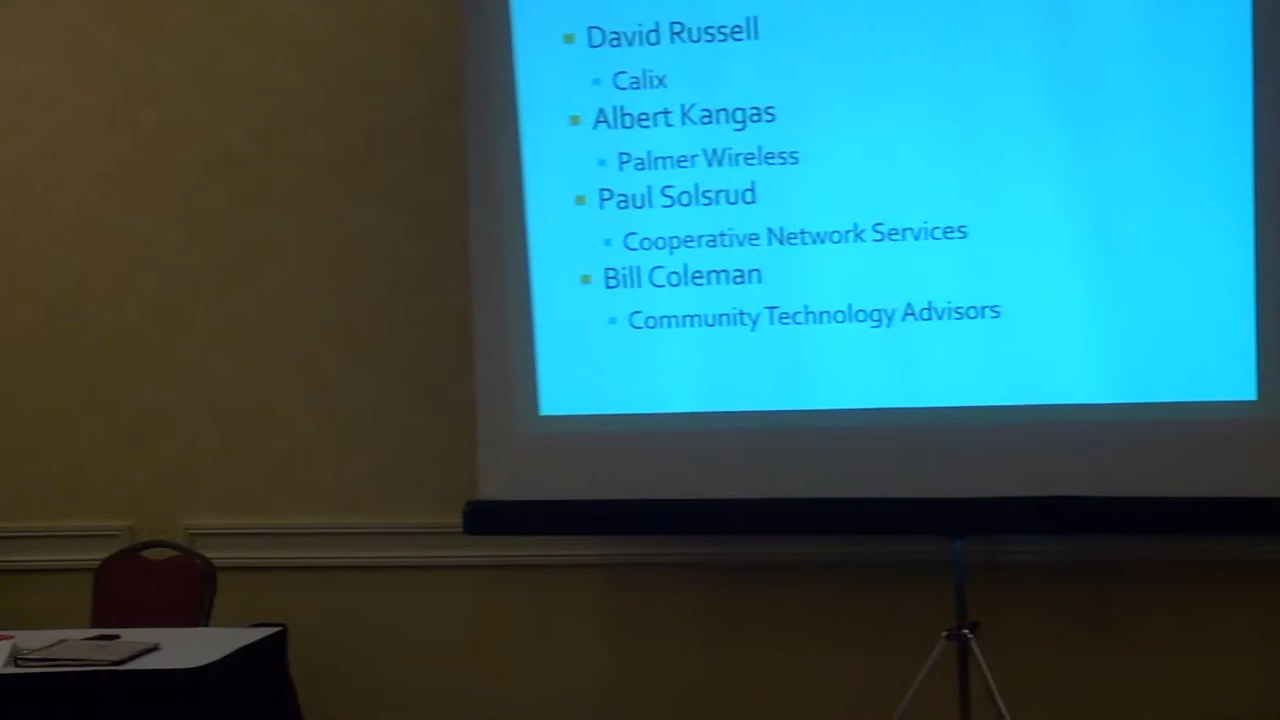 David Russell
Calix
Albert Kangas
Palmer Wireless
Paul Solsrud
Cooperative Network Services
Bill Coleman
Community Technology Advisors